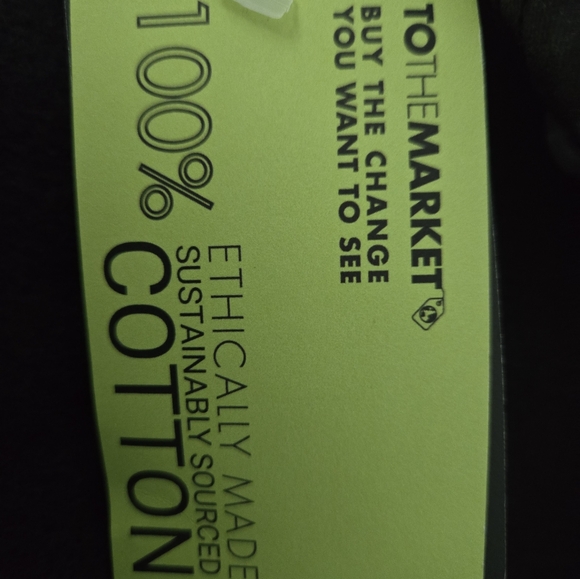 TOTHEMARKET
BUY THE CHANGE
YOU WANT TO SEE
100%
ETHICALLY MADE
SUSTAINABLY SOURCED
COTTON